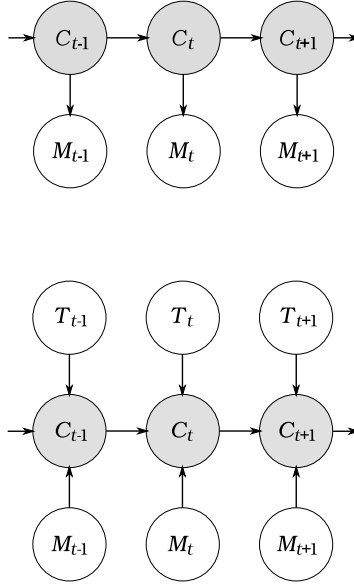 C_{t-1} C_t C_{t+1}
M_{t-1} M_t M_{t+1}
T_{t-1} T_t T_{t+1}
C_{t-1} C_t C_{t+1}
M_{t-1} M_t M_{t+1}